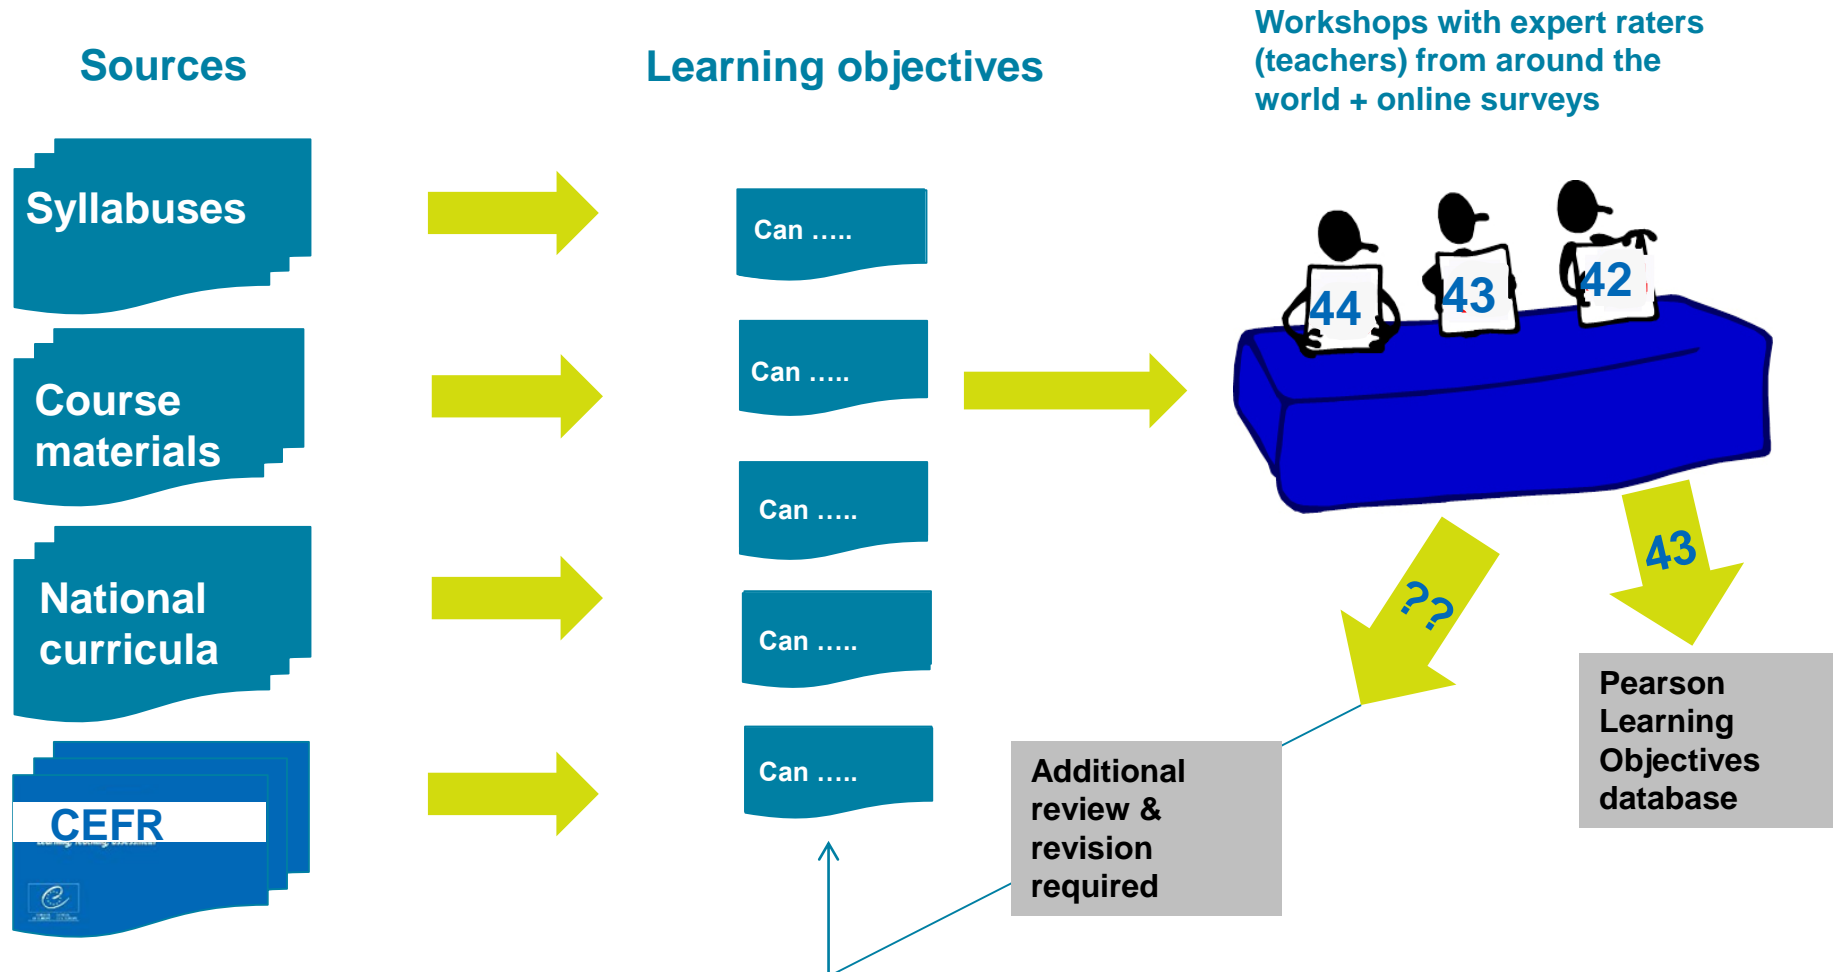 Sources
Learning objectives
Workshops with expert raters
(teachers) from around the
world + online surveys
Syllabuses
Course
materials
National
curricula
CEFR
Can …..
Can …..
Can …..
Can …..
Can …..
44
43
42
??
43
Additional
review &
revision
required
Pearson
Learning
Objectives
database